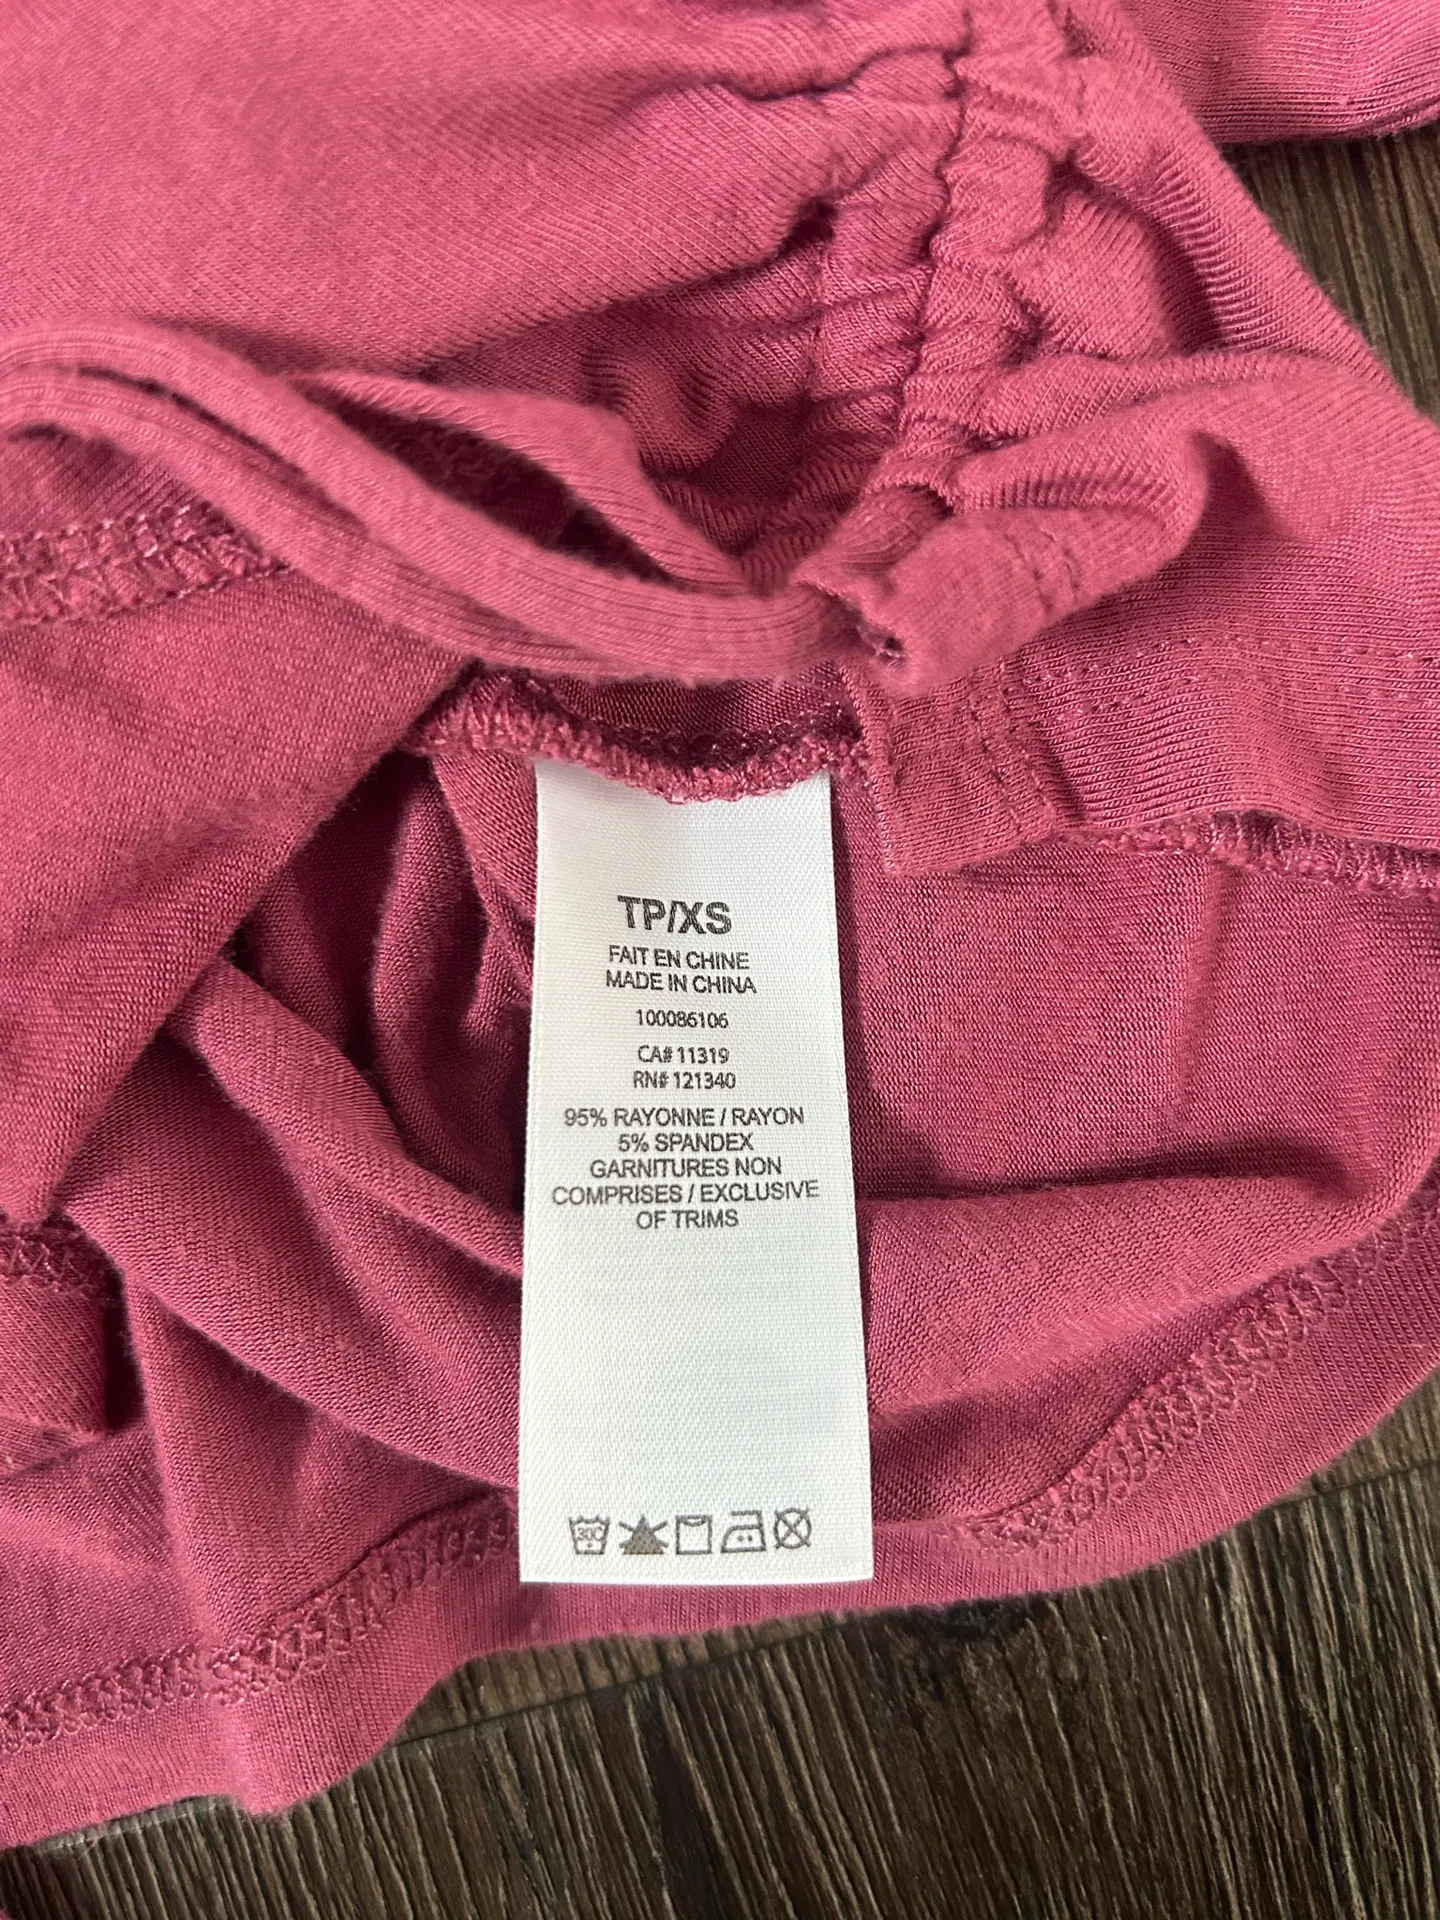 TP/XS
FAIT EN CHINE
MADE IN CHINA
100086106
CA# 11319
RN# 121340
95% RAYONNE / RAYON
5% SPANDEX
GARNITURES NON
COMPRISES / EXCLUSIVE
OF TRIMS
30C